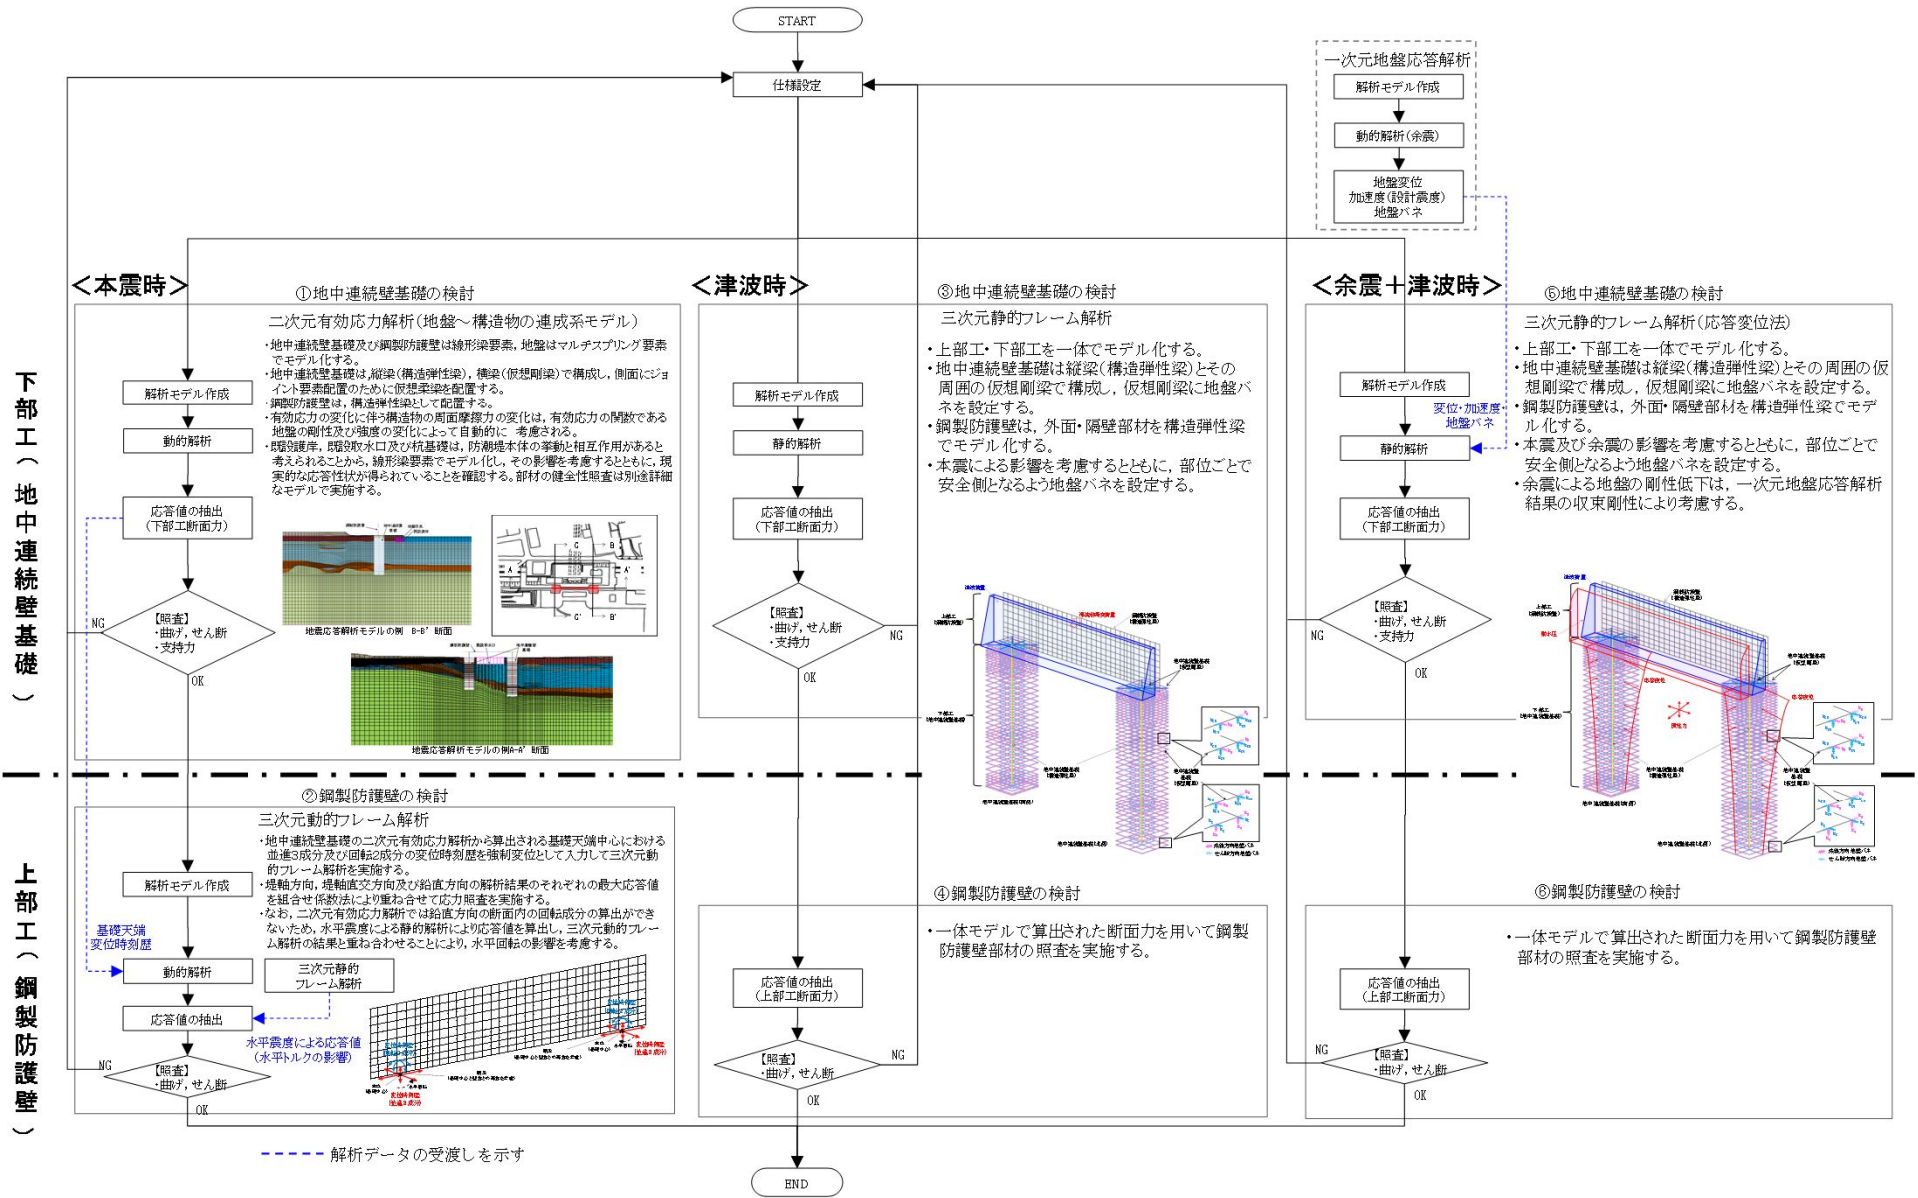 START
仕様設定
一次元地盤応答解析
解析モデル作成
動的解析(余震)
地盤変位
加速度(設計震度)
地盤バネ
変位・加速度・
地盤バネ
下部工(地中連続壁基礎)
上部工(鋼製防護壁)
＜本震時＞
①地中連続壁基礎の検討
二次元有効応力解析(地盤～構造物の連成系モデル)
・地中連続壁基礎及び鋼製防護壁は線形梁要素，地盤はマルチスプリング要素
でモデル化する。
・地中連続壁基礎は，縦梁(構造弾性梁)，横梁(仮想剛梁)で構成し，側面にジョ
イント要素配置のために仮想柔梁を配置する。
・鋼製防護壁は，構造弾性梁として配置する。
・有効応力の変化に伴う構造物の周面摩擦力の変化は，有効応力の関数である
地盤の剛性及び強度の変化によって自動的に 考慮される。
・既設護岸，既設取水口及び杭基礎は，防潮堤本体の挙動と相互作用があると
考えられることから，線形梁要素でモデル化し，その影響を考慮するとともに，現
実的な応答性状が得られていることを確認する。部材の健全性照査は別途詳細
なモデルで実施する。
解析モデル作成
動的解析
応答値の抽出
(下部工断面力)
【照査】
・曲げ，せん断
・支持力
NG
OK
地震応答解析モデルの例 B-B’断面
G
B
A
A'
G'
B'
地震応答解析モデルの例A-A’断面
②鋼製防護壁の検討
三次元動的フレーム解析
・地中連続壁基礎の二次元有効応力解析から算出される基礎天端中心における
並進3成分及び回転2成分の変位時刻歴を強制変位として入力して三次元動
的フレーム解析を実施する。
・堤軸方向，堤軸直交方向及び鉛直方向の解析結果のそれぞれの最大応答値
を組合せ係数法により重ね合せて応力照査を実施する。
・なお，二次元有効応力解析では鉛直方向の断面内の回転成分の算出ができ
ないため，水平震度による静的解析により応答値を算出し，三次元動的フレー
ム解析の結果と重ね合わせることにより，水平回転の影響を考慮する。
解析モデル作成
基礎天端
変位時刻歴
動的解析
三次元静的
フレーム解析
応答値の抽出
水平震度による応答値
(水平トルクの影響)
【照査】
・曲げ，せん断
NG
OK
＜津波時＞
③地中連続壁基礎の検討
三次元静的フレーム解析
・上部工・下部工を一体でモデル化する。
・地中連続壁基礎は縦梁(構造弾性梁)とその
周囲の仮想剛梁で構成し，仮想剛梁に地盤バ
ネを設定する。
・鋼製防護壁は，外面・隔壁部材を構造弾性梁
でモデル化する。
・本震による影響を考慮するとともに，部位ごとで
安全側となるよう地盤バネを設定する。
解析モデル作成
静的解析
応答値の抽出
(下部工断面力)
【照査】
・曲げ，せん断
・支持力
NG
OK
④鋼製防護壁の検討
・一体モデルで算出された断面力を用いて鋼製
防護壁部材の照査を実施する。
応答値の抽出
(上部工断面力)
【照査】
・曲げ，せん断
NG
OK
＜余震＋津波時＞
⑤地中連続壁基礎の検討
三次元静的フレーム解析(応答変位法)
・上部工・下部工を一体でモデル化する。
・地中連続壁基礎は縦梁(構造弾性梁)とその周囲の仮
想剛梁で構成し，仮想剛梁に地盤バネを設定する。
・鋼製防護壁は，外面・隔壁部材を構造弾性梁でモデ
ル化する。
・本震及び余震の影響を考慮するとともに，部位ごとで
安全側となるよう地盤バネを設定する。
・余震による地盤の剛性低下は，一次元地盤応答解析
結果の収束剛性により考慮する。
解析モデル作成
静的解析
応答値の抽出
(下部工断面力)
【照査】
・曲げ，せん断
・支持力
NG
OK
⑥鋼製防護壁の検討
・一体モデルで算出された断面力を用いて鋼製防護壁
部材の照査を実施する。
応答値の抽出
(上部工断面力)
【照査】
・曲げ，せん断
NG
OK
解析データの受渡しを示す
END